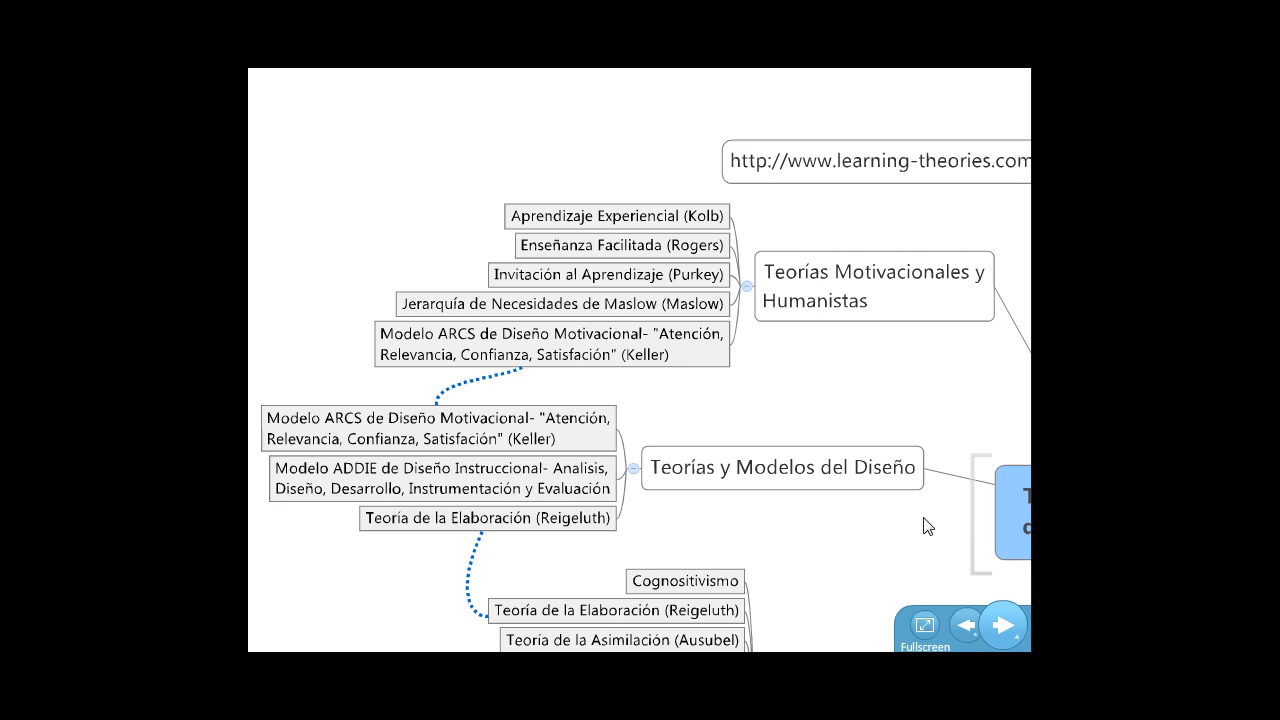 http://www.learning-theories.com
Aprendizaje Experiencial (Kolb)
Enseñanza Facilitada (Rogers)
Invitación al Aprendizaje (Purkey)
Jerarquía de Necesidades de Maslow (Maslow)
Modelo ARCS de Diseño Motivacional- "Atención,
Relevancia, Confianza, Satisfasión" (Keller)
Teorías Motivacionales y
Humanistas
Modelo ARCS de Diseño Motivacional- "Atención,
Relevancia, Confianza, Satisfasión" (Keller)
Modelo ADDIE de Diseño Instruccional- Analisis,
Diseño, Desarrollo, Instrumentación y Evaluación
Teoría de la Elaboración (Reigeluth)
Teorías y Modelos del Diseño
Cognositivismo
Teoría de la Elaboración (Reigeluth)
Teoría de la Asimilación (Ausubel)
Fullscreen